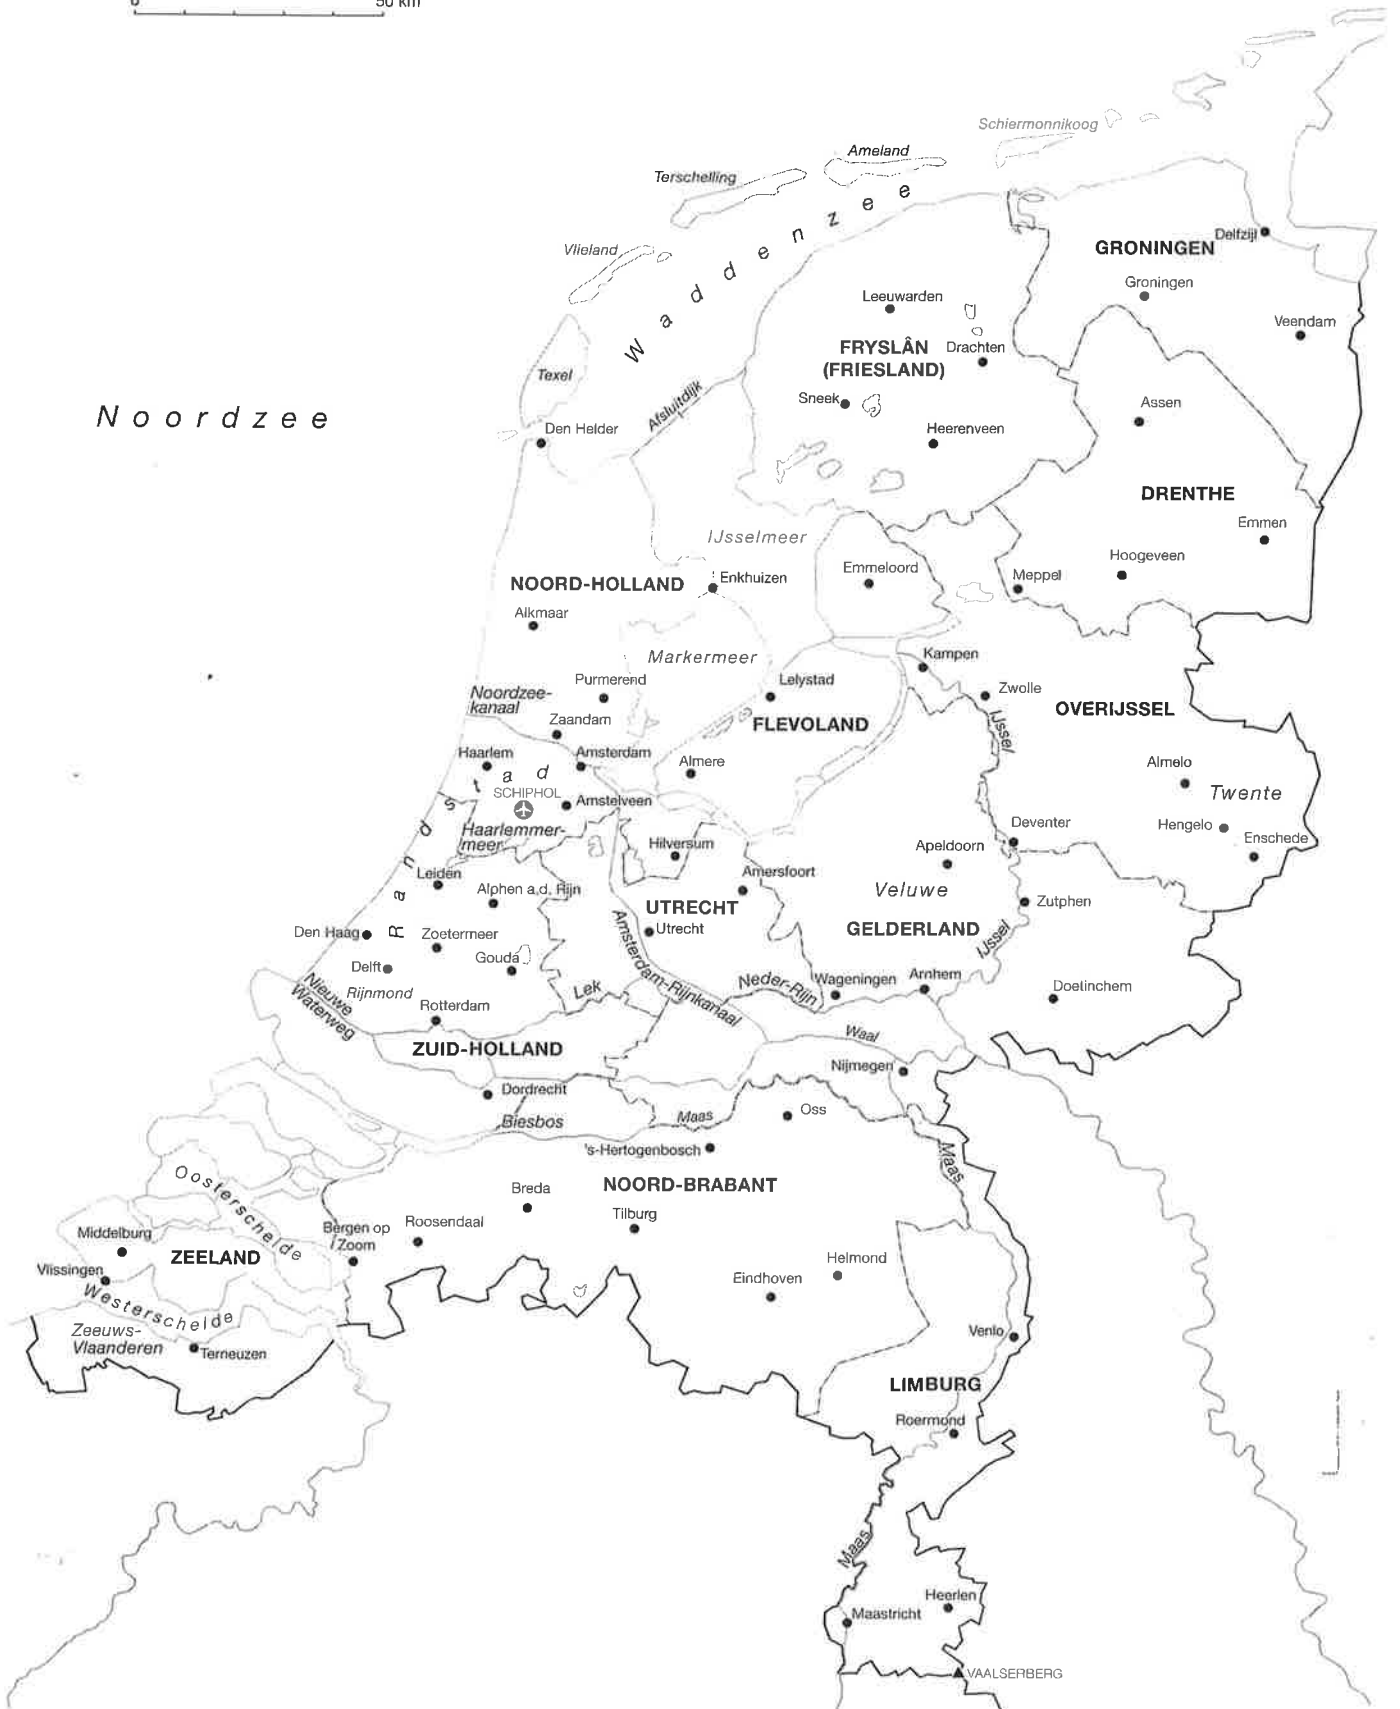 0 50 km
Schiermonnikoog
Ameland
Terschelling
Waddenzee
Vlieland
Delfzijl
GRONINGEN
Groningen
Leeuwarden
Veendam
FRYSLÂN
(FRIESLAND)
Drachten
Texel
Afsluitdijk
Sneek
Assen
Noordzee
Den Helder
Heerenveen
DRENTHE
Emmen
IJsselmeer
Hoogeveen
Emmeloord
Meppel
NOORD-HOLLAND
Enkhuizen
Alkmaar
Markermeer
Kampen
Purmerend
Lelystad
Zwolle
Noordzee-
kanaal
OVERIJSSEL
Zaandam
FLEVOLAND
IJssel
Haarlem
Amsterdam
Almere
Almelo
Randstad
SCHIPHOL
Amstelveen
Twente
Haarlemmer-
meer
Hilversum
Deventer
Hengelo
Enschede
Apeldoorn
Leiden
Amersfoort
Alphen a.d. Rijn
Veluwe
Zutphen
UTRECHT
Utrecht
GELDERLAND
Den Haag
Zoetermeer
IJssel
Gouda
Delft
Amsterdam-Rijnkanaal
Neder-Rijn
Wageningen
Arnhem
Doetinchem
Nieuwe
Waterweg
Rijnmond
Lek
Rotterdam
Waal
ZUID-HOLLAND
Nijmegen
Dordrecht
Biesbos
Maas
Oss
's-Hertogenbosch
Maas
Oosterschelde
Breda
NOORD-BRABANT
Tilburg
Middelburg
Bergen op
Zoom
Roosendaal
ZEELAND
Vlissingen
Helmond
Eindhoven
Westerschelde
Zeeuws-
Vlaanderen
Terneuzen
Venlo
LIMBURG
Roermond
Maas
Heerlen
Maastricht
VAALSERBERG